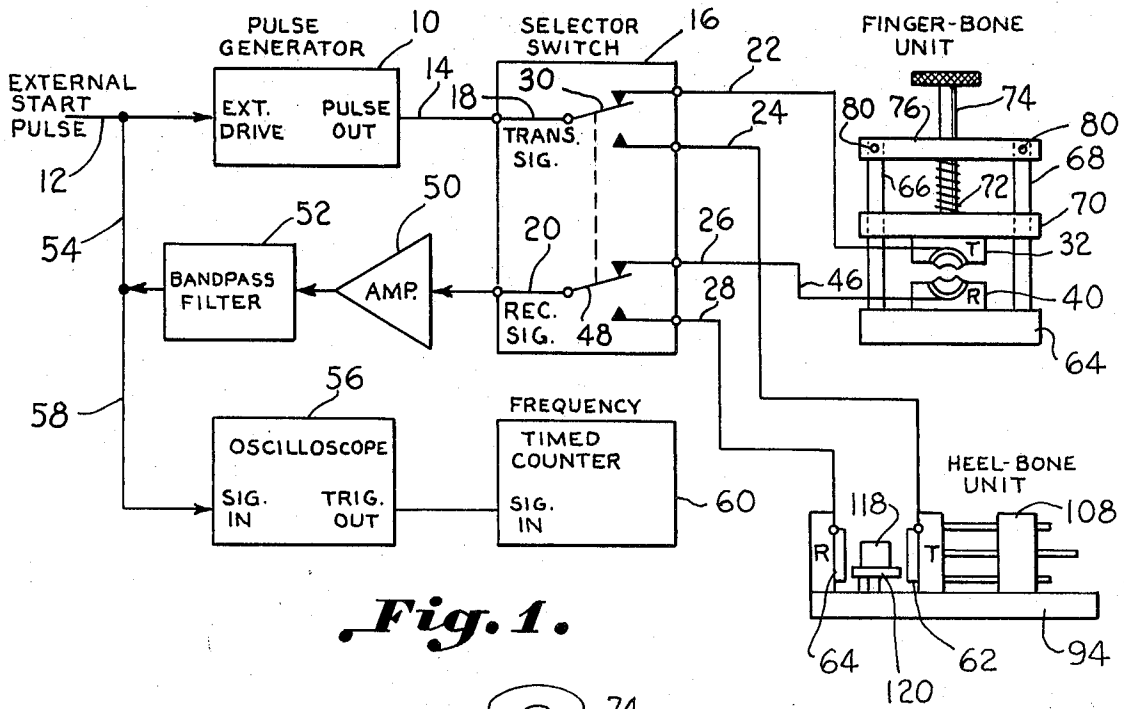 PULSE
GENERATOR
10
SELECTOR
SWITCH
16
FINGER-BONE
UNIT
EXTERNAL
START
PULSE
12
EXT.
DRIVE
PULSE
OUT
14
18
30
TRANS.
SIG.
22
24
74
76
80
80
66
72
68
70
T
32
R
40
64
54
52
BANDPASS
FILTER
50
AMP.
20
REC.
SIG.
48
26
28
46
58
56
OSCILLOSCOPE
SIG.
IN
TRIG.
OUT
FREQUENCY
TIMED
COUNTER
SIG.
IN
60
HEEL-BONE
UNIT
118
108
R
T
64
120
62
94
Fig. 1.
74